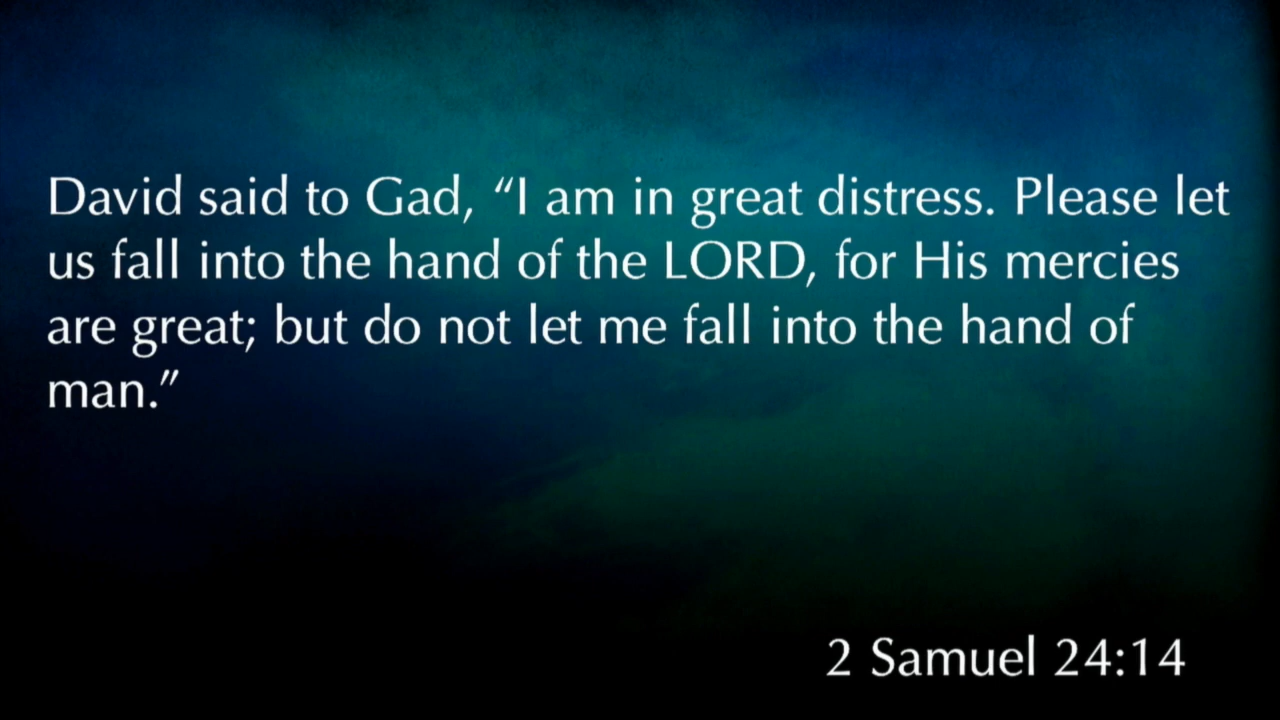 David said to Gad, “I am in great distress. Please let
us fall into the hand of the LORD, for His mercies
are great; but do not let me fall into the hand of
man.”
2 Samuel 24:14